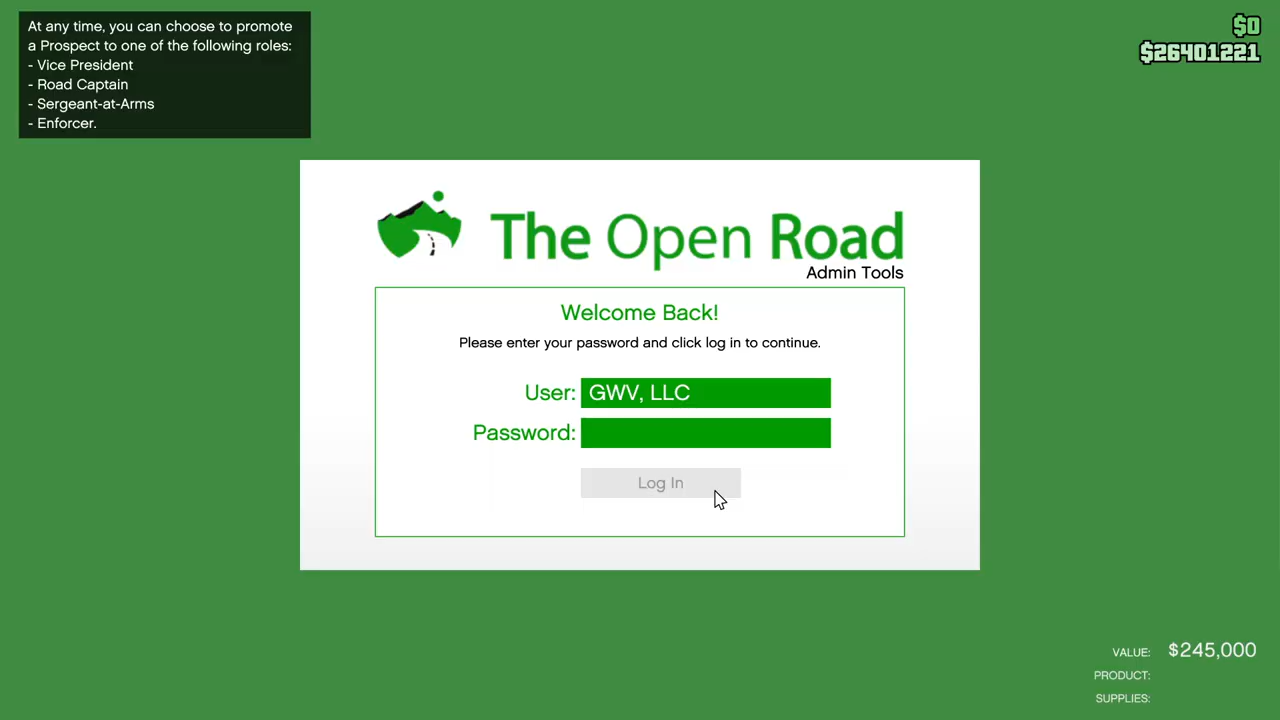 At any time, you can choose to promote
a Prospect to one of the following roles:
- Vice President
- Road Captain
- Sergeant-at-Arms
- Enforcer.
$0
$26401221
The Open Road
Admin Tools
Welcome Back!
Please enter your password and click log in to continue.
User: GWV, LLC
Password:
Log In
VALUE: $245,000
PRODUCT:
SUPPLIES: